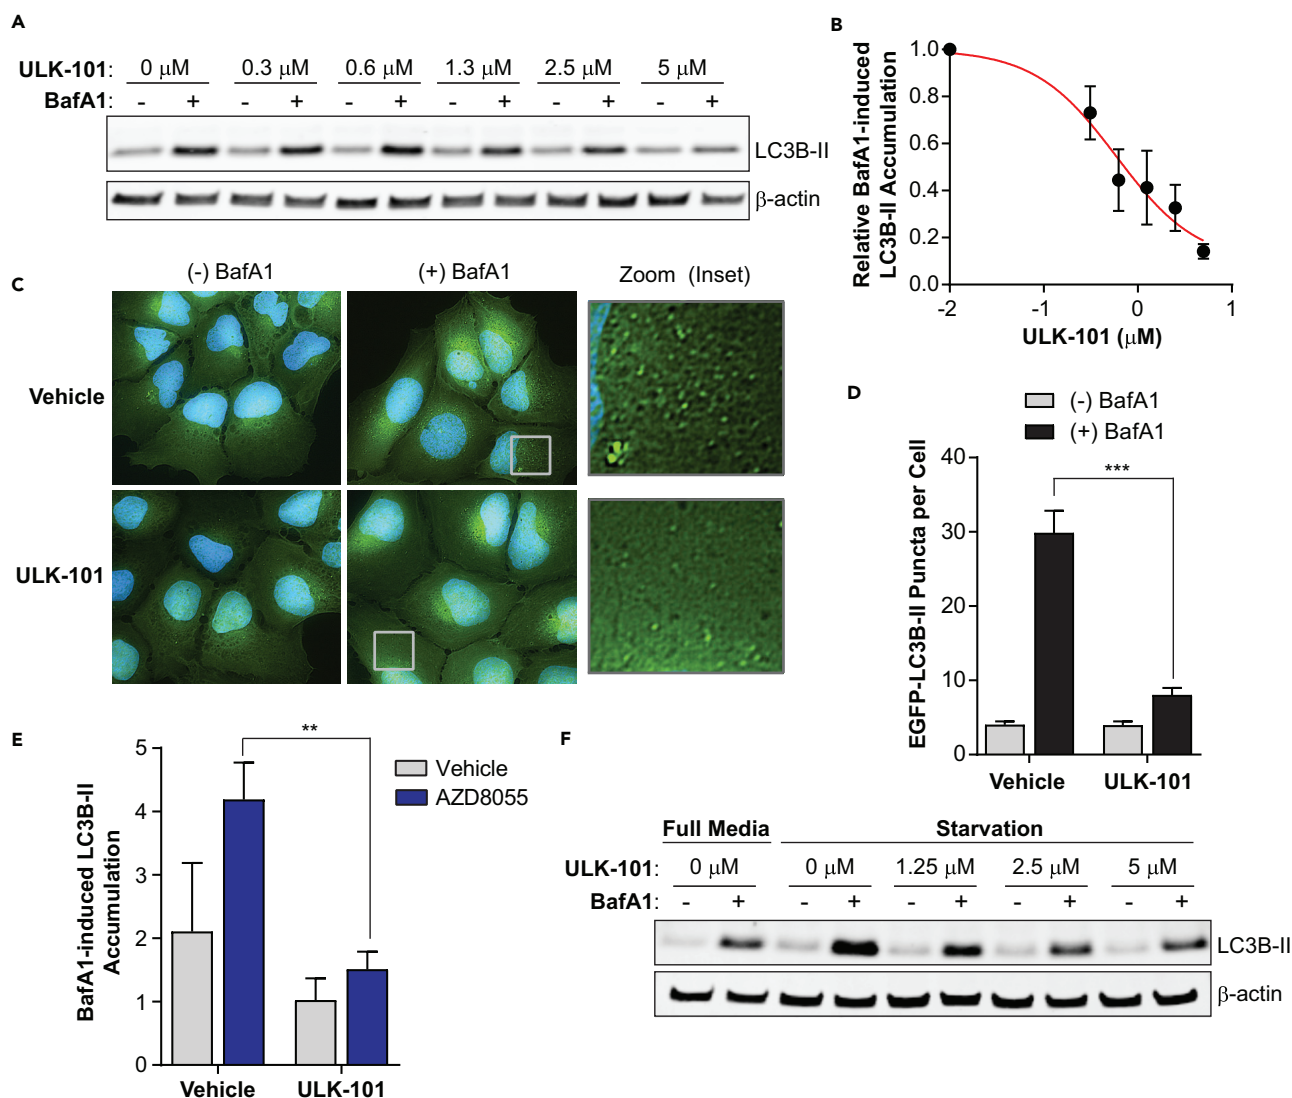 A
ULK-101: 0 μM 0.3 μM 0.6 μM 1.3 μM 2.5 μM 5 μM
BafA1: - + - + - + - + - + - +
LC3B-II
β-actin
B
Relative BafA1-induced
LC3B-II Accumulation
1.0
0.8
0.6
0.4
0.2
0.0
-2 -1 0 1
ULK-101 (μM)
C
(-) BafA1 (+) BafA1 Zoom (Inset)
Vehicle
ULK-101
D
(-) BafA1
(+) BafA1
EGFP-LC3B-II Puncta per Cell
40
30
20
10
0
***
Vehicle ULK-101
E
BafA1-induced LC3B-II
Accumulation
5
4
3
2
1
0
**
Vehicle
AZD8055
Vehicle ULK-101
F
Full Media Starvation
ULK-101: 0 μM 0 μM 1.25 μM 2.5 μM 5 μM
BafA1: - + - + - + - + - +
LC3B-II
β-actin